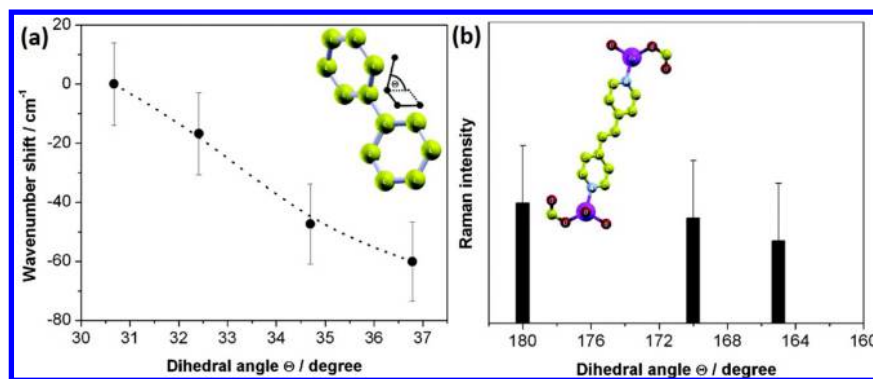 (a)
20
0
-20
-40
-60
-80
Wavenumber shift / cm⁻¹
30 31 32 33 34 35 36 37
Dihedral angle Θ / degree
Θ
(b)
Raman intensity
180 176 172 168 164 160
Dihedral angle Θ / degree